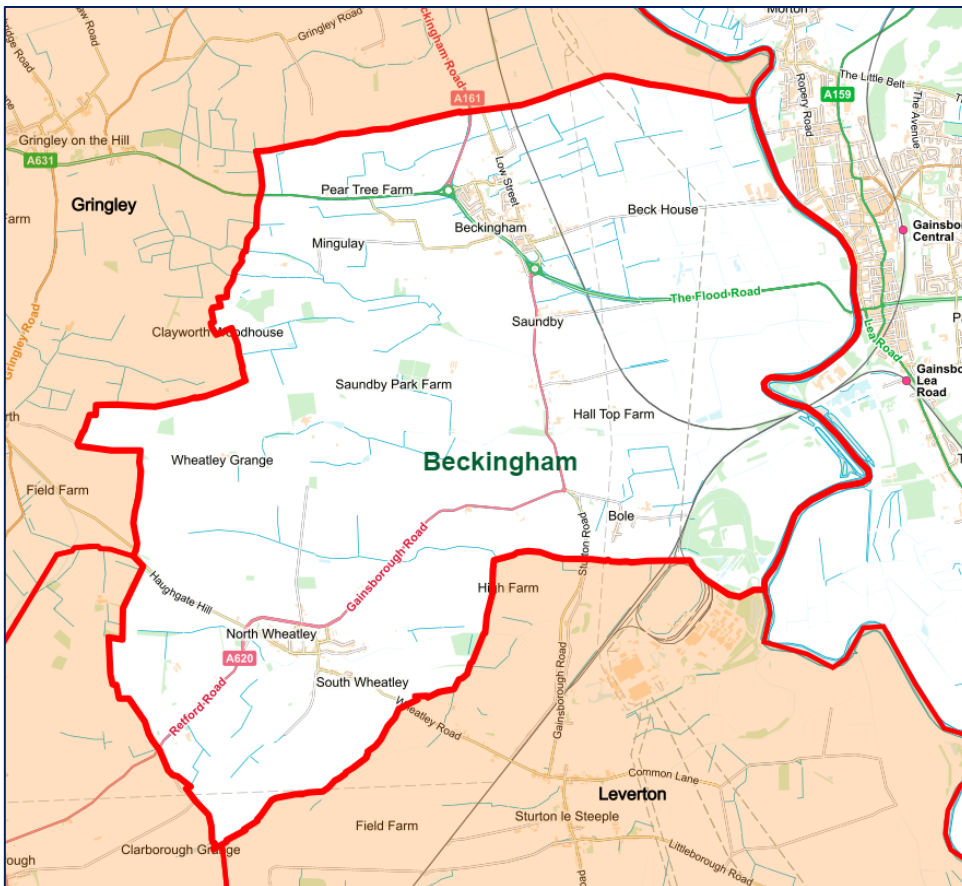 Morton
Beckingham Road
Gringley Road
The Little Belt
A159
The Avenue
Ropery Road
A161
Gringley on the Hill
A631
Low Street
Pear Tree Farm
Gringley
Beck House
Beckingham
Gainsbor
Central
Mingulay
The Flood Road
Saundby
Clayworth Woodhouse
Gringley Road
Lea Road
Gainsbo
Lea
Road
Saundby Park Farm
Hall Top Farm
Wheatley Grange
Beckingham
Field Farm
Bole
Sturton Road
Gainsborough Road
Haughgate Hill
High Farm
North Wheatley
A620
South Wheatley
Retford Road
Wheatley Road
Gainsborough Road
Common Lane
Leverton
Sturton le Steeple
Field Farm
Clarborough Grange
Littleborough Road